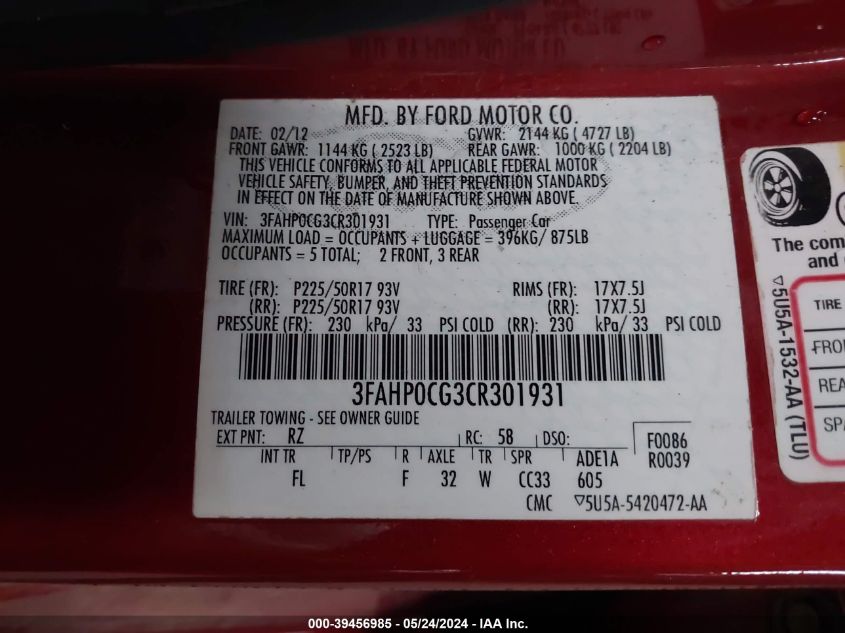 MFD. BY FORD MOTOR CO.
DATE: 02/12 GVWR: 2144 KG ( 4727 LB)
FRONT GAWR: 1144 KG ( 2523 LB) REAR GAWR: 1000 KG ( 2204 LB)
THIS VEHICLE CONFORMS TO ALL APPLICABLE FEDERAL MOTOR
VEHICLE SAFETY, BUMPER, AND THEFT PREVENTION STANDARDS
IN EFFECT ON THE DATE OF MANUFACTURE SHOWN ABOVE.
VIN: 3FAHP0CG3CR301931 TYPE: Passenger Car
MAXIMUM LOAD = OCCUPANTS + LUGGAGE = 396KG/ 875LB
OCCUPANTS = 5 TOTAL; 2 FRONT, 3 REAR
TIRE (FR): P225/50R17 93V RIMS (FR): 17X7.5J
(RR): P225/50R17 93V (RR): 17X7.5J
PRESSURE (FR): 230 kPa/ 33 PSI COLD (RR): 230 kPa/ 33 PSI COLD
3FAHP0CG3CR301931
TRAILER TOWING - SEE OWNER GUIDE
EXT PNT: RZ RC: 58 DSO: F0086
R0039
INT TR TP/PS R AXLE TR SPR ADE1A
FL F 32 W CC33 605
CMC ▽5U5A-5420472-AA
The com
and
TIRE
FRO
REA
SPA
▽5U5A-1532-AA (TLU)
000-39456985 — 05/24/2024 — IAA Inc.